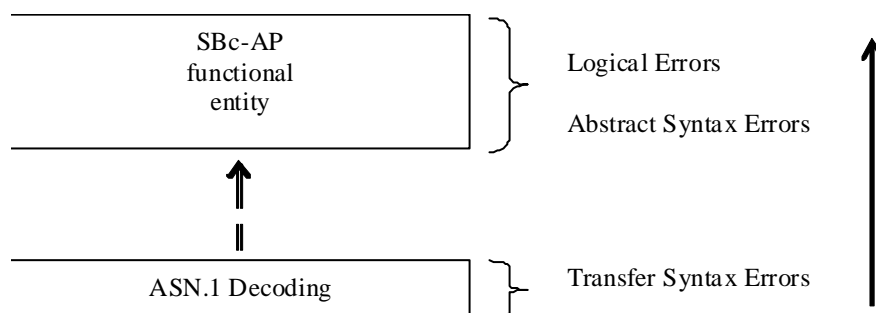 SBc-AP
functional
entity
Logical Errors
Abstract Syntax Errors
ASN.1 Decoding
Transfer Syntax Errors